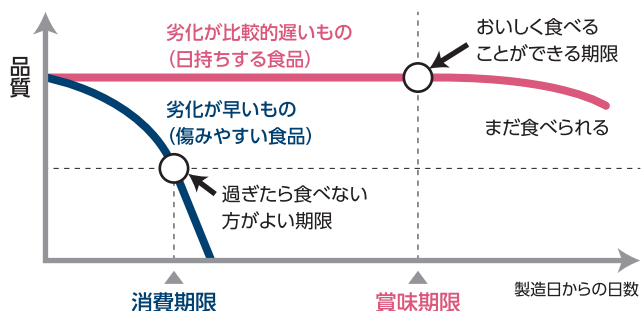 品質
劣化が比較的遅いもの
（日持ちする食品）
おいしく食べる
ことができる期限
劣化が早いもの
（傷みやすい食品）
まだ食べられる
過ぎたら食べない
方がよい期限
消費期限
賞味期限
製造日からの日数